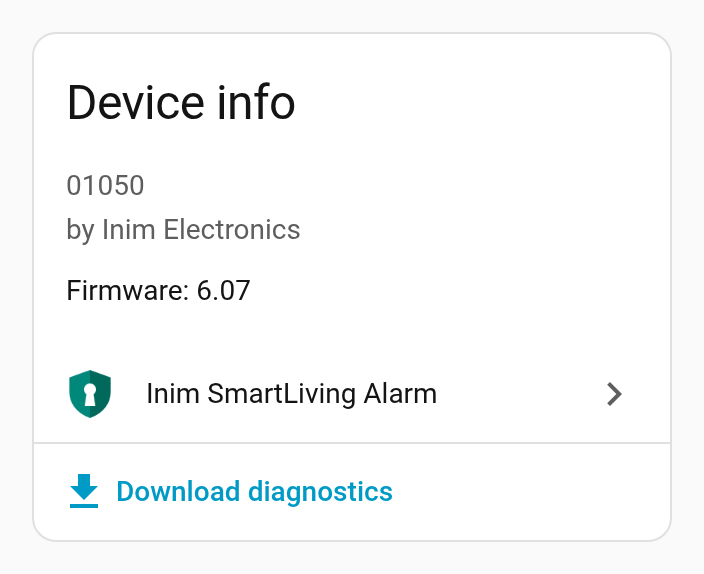 Device info
01050
by Inim Electronics
Firmware: 6.07
Inim SmartLiving Alarm
Download diagnostics